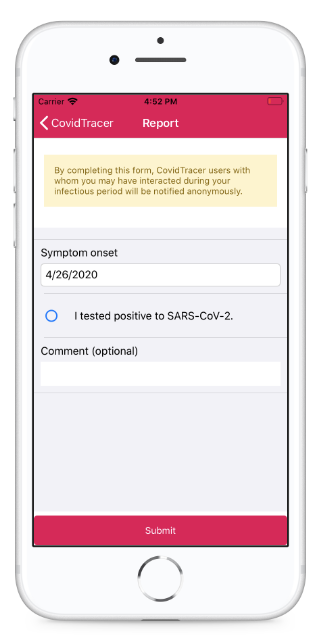 Carrier 4:52 PM
CovidTracer Report
By completing this form, CovidTracer users with
whom you may have interacted during your
infectious period will be notified anonymously.
Symptom onset
4/26/2020
I tested positive to SARS-CoV-2.
Comment (optional)
Submit